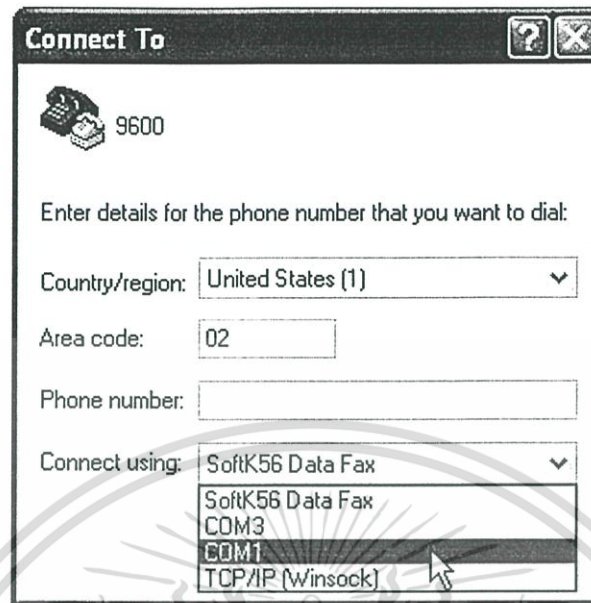 Connect To
9600
Enter details for the phone number that you want to dial:
Country/region: United States (1)
Area code: 02
Phone number:
Connect using: SoftK56 Data Fax
SoftK56 Data Fax
COM3
COM1
TCP/IP (Winsock)